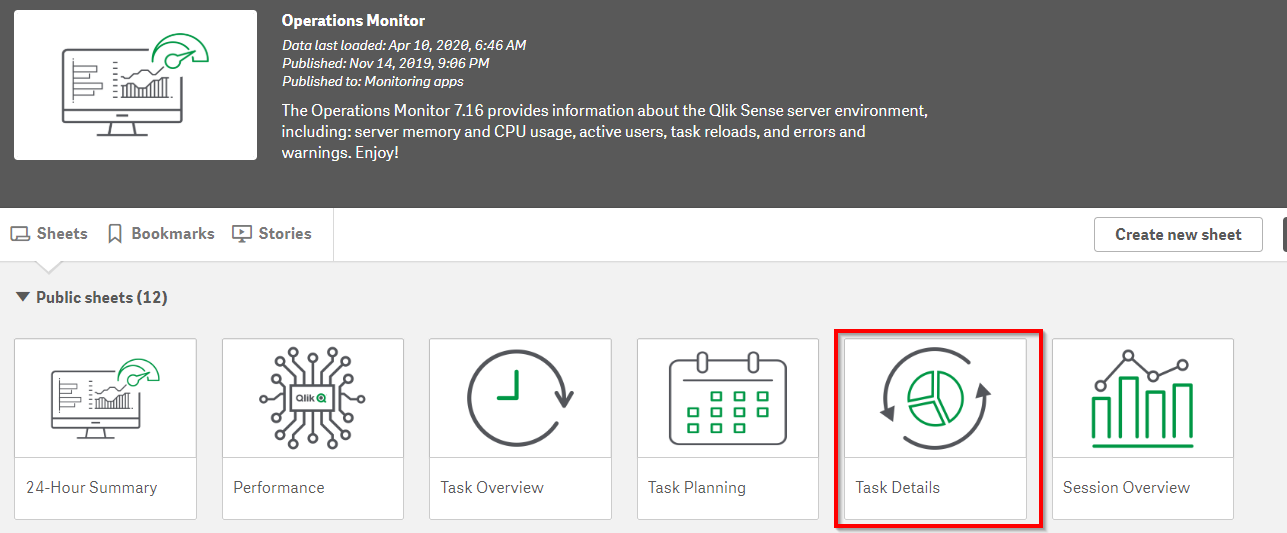 Operations Monitor
Data last loaded: Apr 10, 2020, 6:46 AM
Published: Nov 14, 2019, 9:06 PM
Published to: Monitoring apps
The Operations Monitor 7.16 provides information about the Qlik Sense server environment,
including: server memory and CPU usage, active users, task reloads, and errors and
warnings. Enjoy!
Sheets Bookmarks Stories Create new sheet
Public sheets (12)
Qlik
24-Hour Summary Performance Task Overview Task Planning Task Details Session Overview